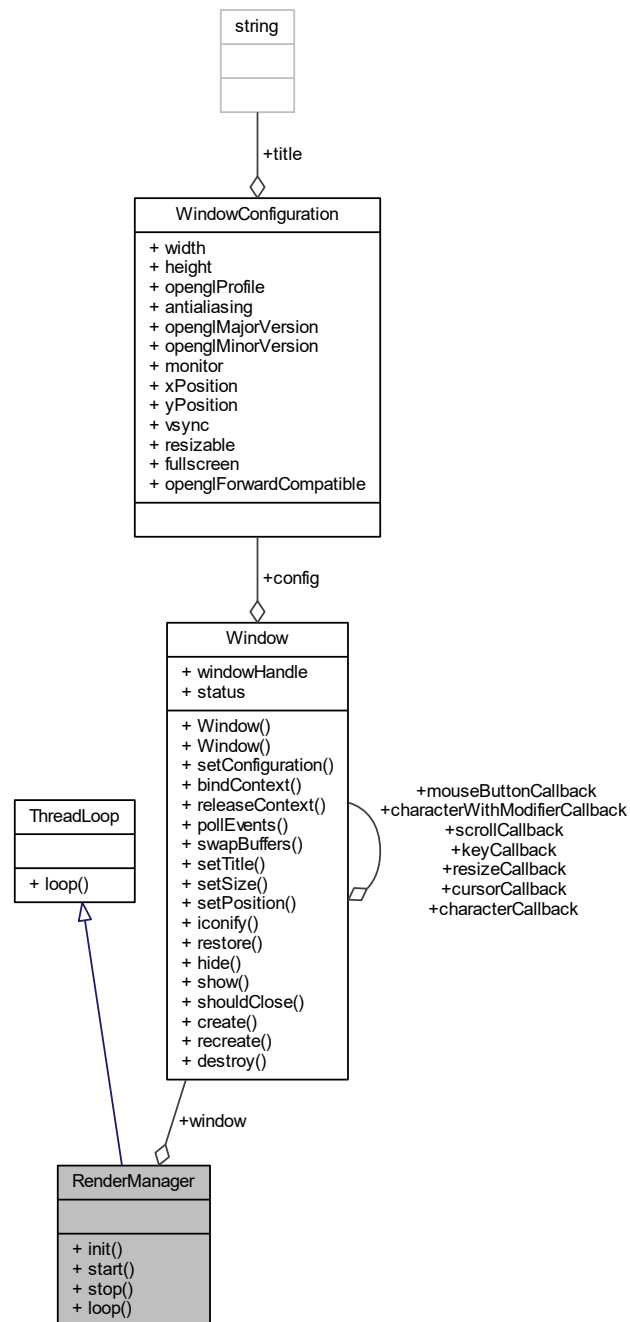 string
+title
WindowConfiguration
+ width
+ height
+ openglProfile
+ antialiasing
+ openglMajorVersion
+ openglMinorVersion
+ monitor
+ xPosition
+ yPosition
+ vsync
+ resizable
+ fullscreen
+ openglForwardCompatible
+config
Window
+ windowHandle
+ status
+ Window()
+ Window()
+ setConfiguration()
+ bindContext()
+ releaseContext()
+ pollEvents()
+ swapBuffers()
+ setTitle()
+ setSize()
+ setPosition()
+ iconify()
+ restore()
+ hide()
+ show()
+ shouldClose()
+ create()
+ recreate()
+ destroy()
+mouseButtonCallback
+characterWithModifierCallback
+scrollCallback
+keyCallback
+resizeCallback
+cursorCallback
+characterCallback
ThreadLoop
+ loop()
+window
RenderManager
+ init()
+ start()
+ stop()
+ loop()